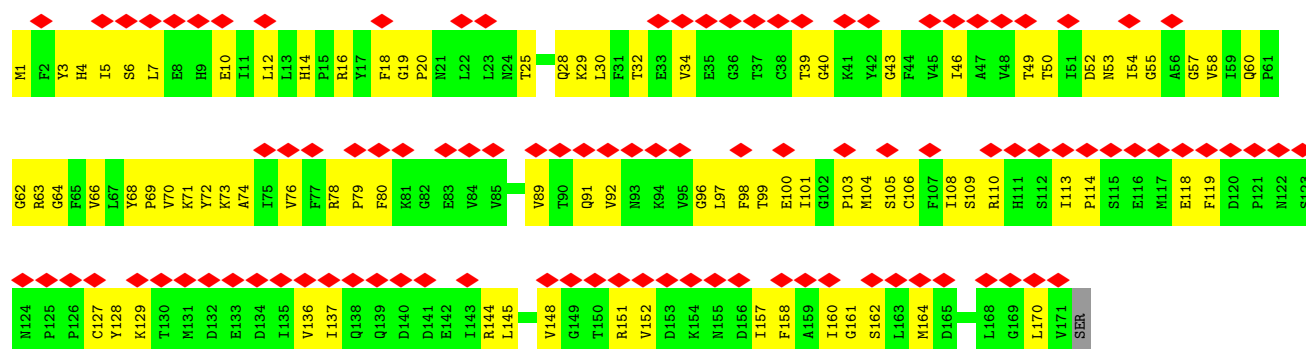 M1 F2 Y3 H4 I5 S6 L7 E8 H9 E10 I11 L12 L13 H14 P15 R16 Y17 F18 G19 P20 N21 L22 L23 N24 T25 Q28 K29 L30 F31 T32 E33 V34 E35 G36 T37 C38 T39 G40 K41 Y42 G43 F44 V45 I46 A47 V48 T49 T50 I51 D52 N53 I54 G55 A56 G57 V58 I59 Q60 P61
G62 R63 G64 F65 V66 L67 Y68 P69 V70 K71 Y72 K73 A74 I75 V76 F77 R78 P79 F80 K81 G82 E83 V84 V85 V89 T90 Q91 V92 N93 K94 V95 G96 L97 F98 T99 E100 I101 G102 P103 M104 S105 C106 F107 I108 S109 R110 H111 S112 I113 P114 S115 E116 M117 E118 F119 D120 P121 N122 S123
N124 P125 P126 C127 Y128 K129 T130 M131 D132 E133 D134 I135 V136 I137 Q138 Q139 D140 D141 E142 I143 R144 L145 V148 G149 T150 R151 V152 D153 K154 N155 D156 I157 F158 A159 I160 G161 S162 L163 M164 D165 L168 G169 L170 V171 SER